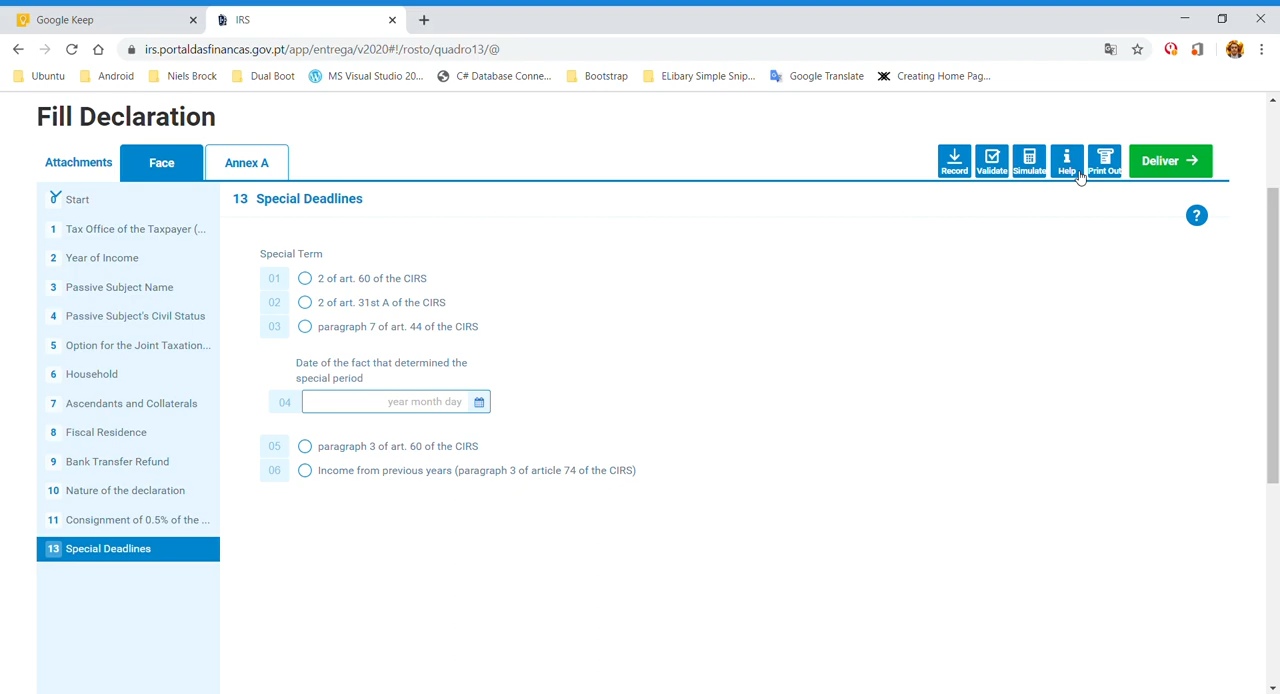 Google Keep
IRS
irs.portaldasfinancas.gov.pt/app/entrega/v2020#!/rosto/quadro13/@
Ubuntu
Android
Niels Brock
Dual Boot
MS Visual Studio 20...
C# Database Conne...
Bootstrap
ELibary Simple Snip...
Google Translate
Creating Home Pag...
Fill Declaration
Attachments
Face
Annex A
Record
Validate
Simulate
Help
Print Out
Deliver
Start
1 Tax Office of the Taxpayer (...
2 Year of Income
3 Passive Subject Name
4 Passive Subject's Civil Status
5 Option for the Joint Taxation...
6 Household
7 Ascendants and Collaterals
8 Fiscal Residence
9 Bank Transfer Refund
10 Nature of the declaration
11 Consignment of 0.5% of the ...
13 Special Deadlines
13 Special Deadlines
?
Special Term
01 2 of art. 60 of the CIRS
02 2 of art. 31st A of the CIRS
03 paragraph 7 of art. 44 of the CIRS
Date of the fact that determined the
special period
04 year month day
05 paragraph 3 of art. 60 of the CIRS
06 Income from previous years (paragraph 3 of article 74 of the CIRS)